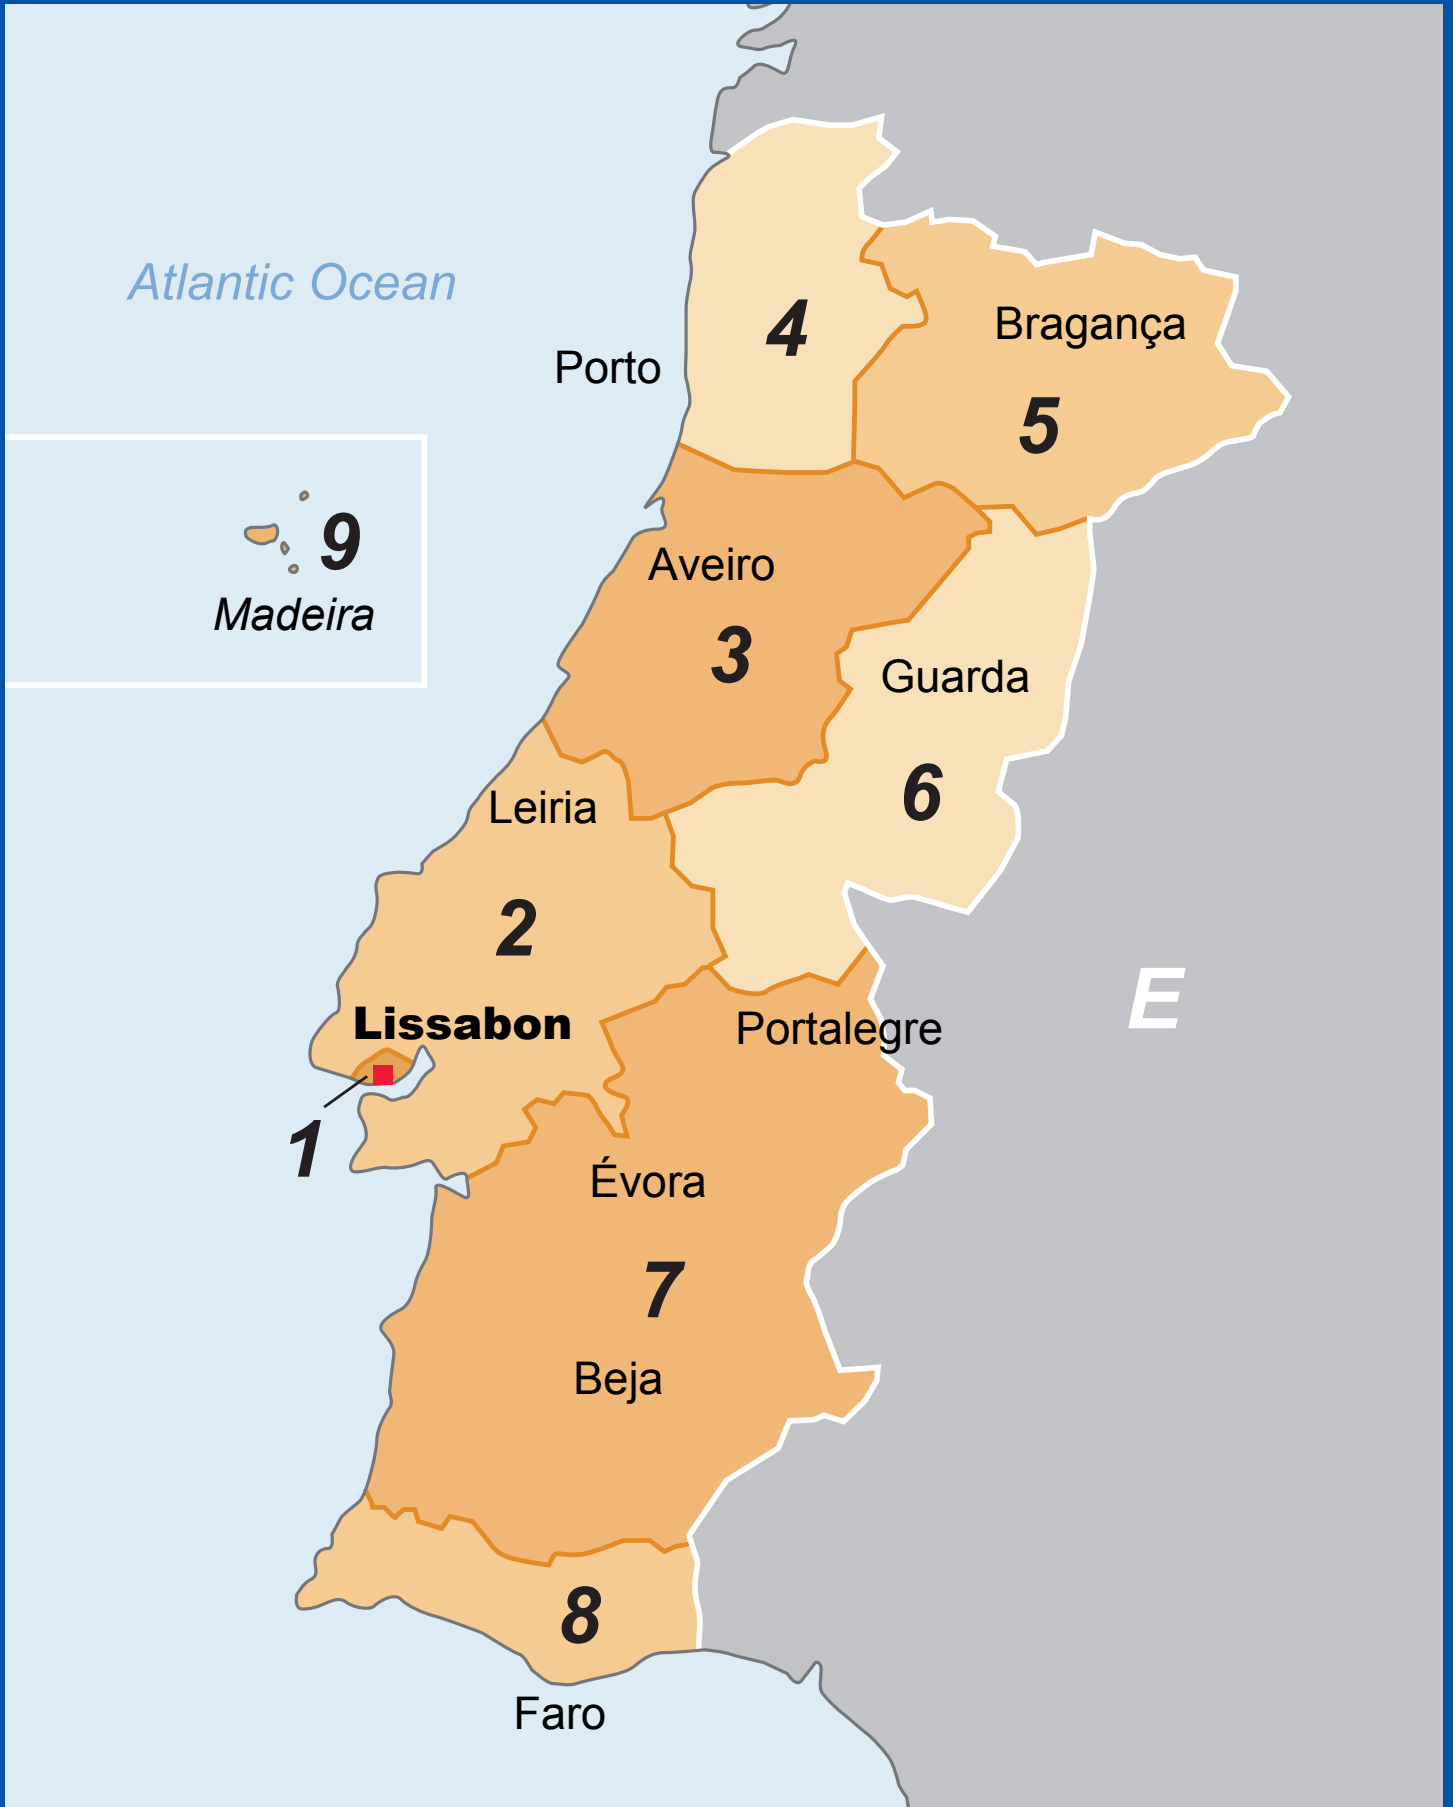 Atlantic Ocean
4
Bragança
Porto
5
9
Aveiro
Madeira
3
Guarda
6
Leiria
2
E
Lissabon
Portalegre
1
Évora
7
Beja
8
Faro